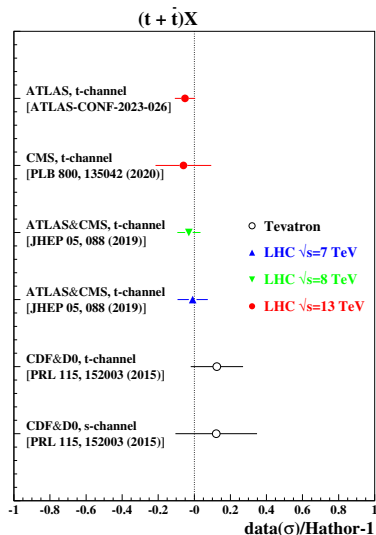 (t + t̄)X
ATLAS, t-channel
[ATLAS-CONF-2023-026]
CMS, t-channel
[PLB 800, 135042 (2020)]
ATLAS&CMS, t-channel
[JHEP 05, 088 (2019)]
ATLAS&CMS, t-channel
[JHEP 05, 088 (2019)]
CDF&D0, t-channel
[PRL 115, 152003 (2015)]
CDF&D0, s-channel
[PRL 115, 152003 (2015)]
Tevatron
LHC √s=7 TeV
LHC √s=8 TeV
LHC √s=13 TeV
-1 -0.8 -0.6 -0.4 -0.2 0 0.2 0.4 0.6 0.8 1
data(σ)/Hathor-1